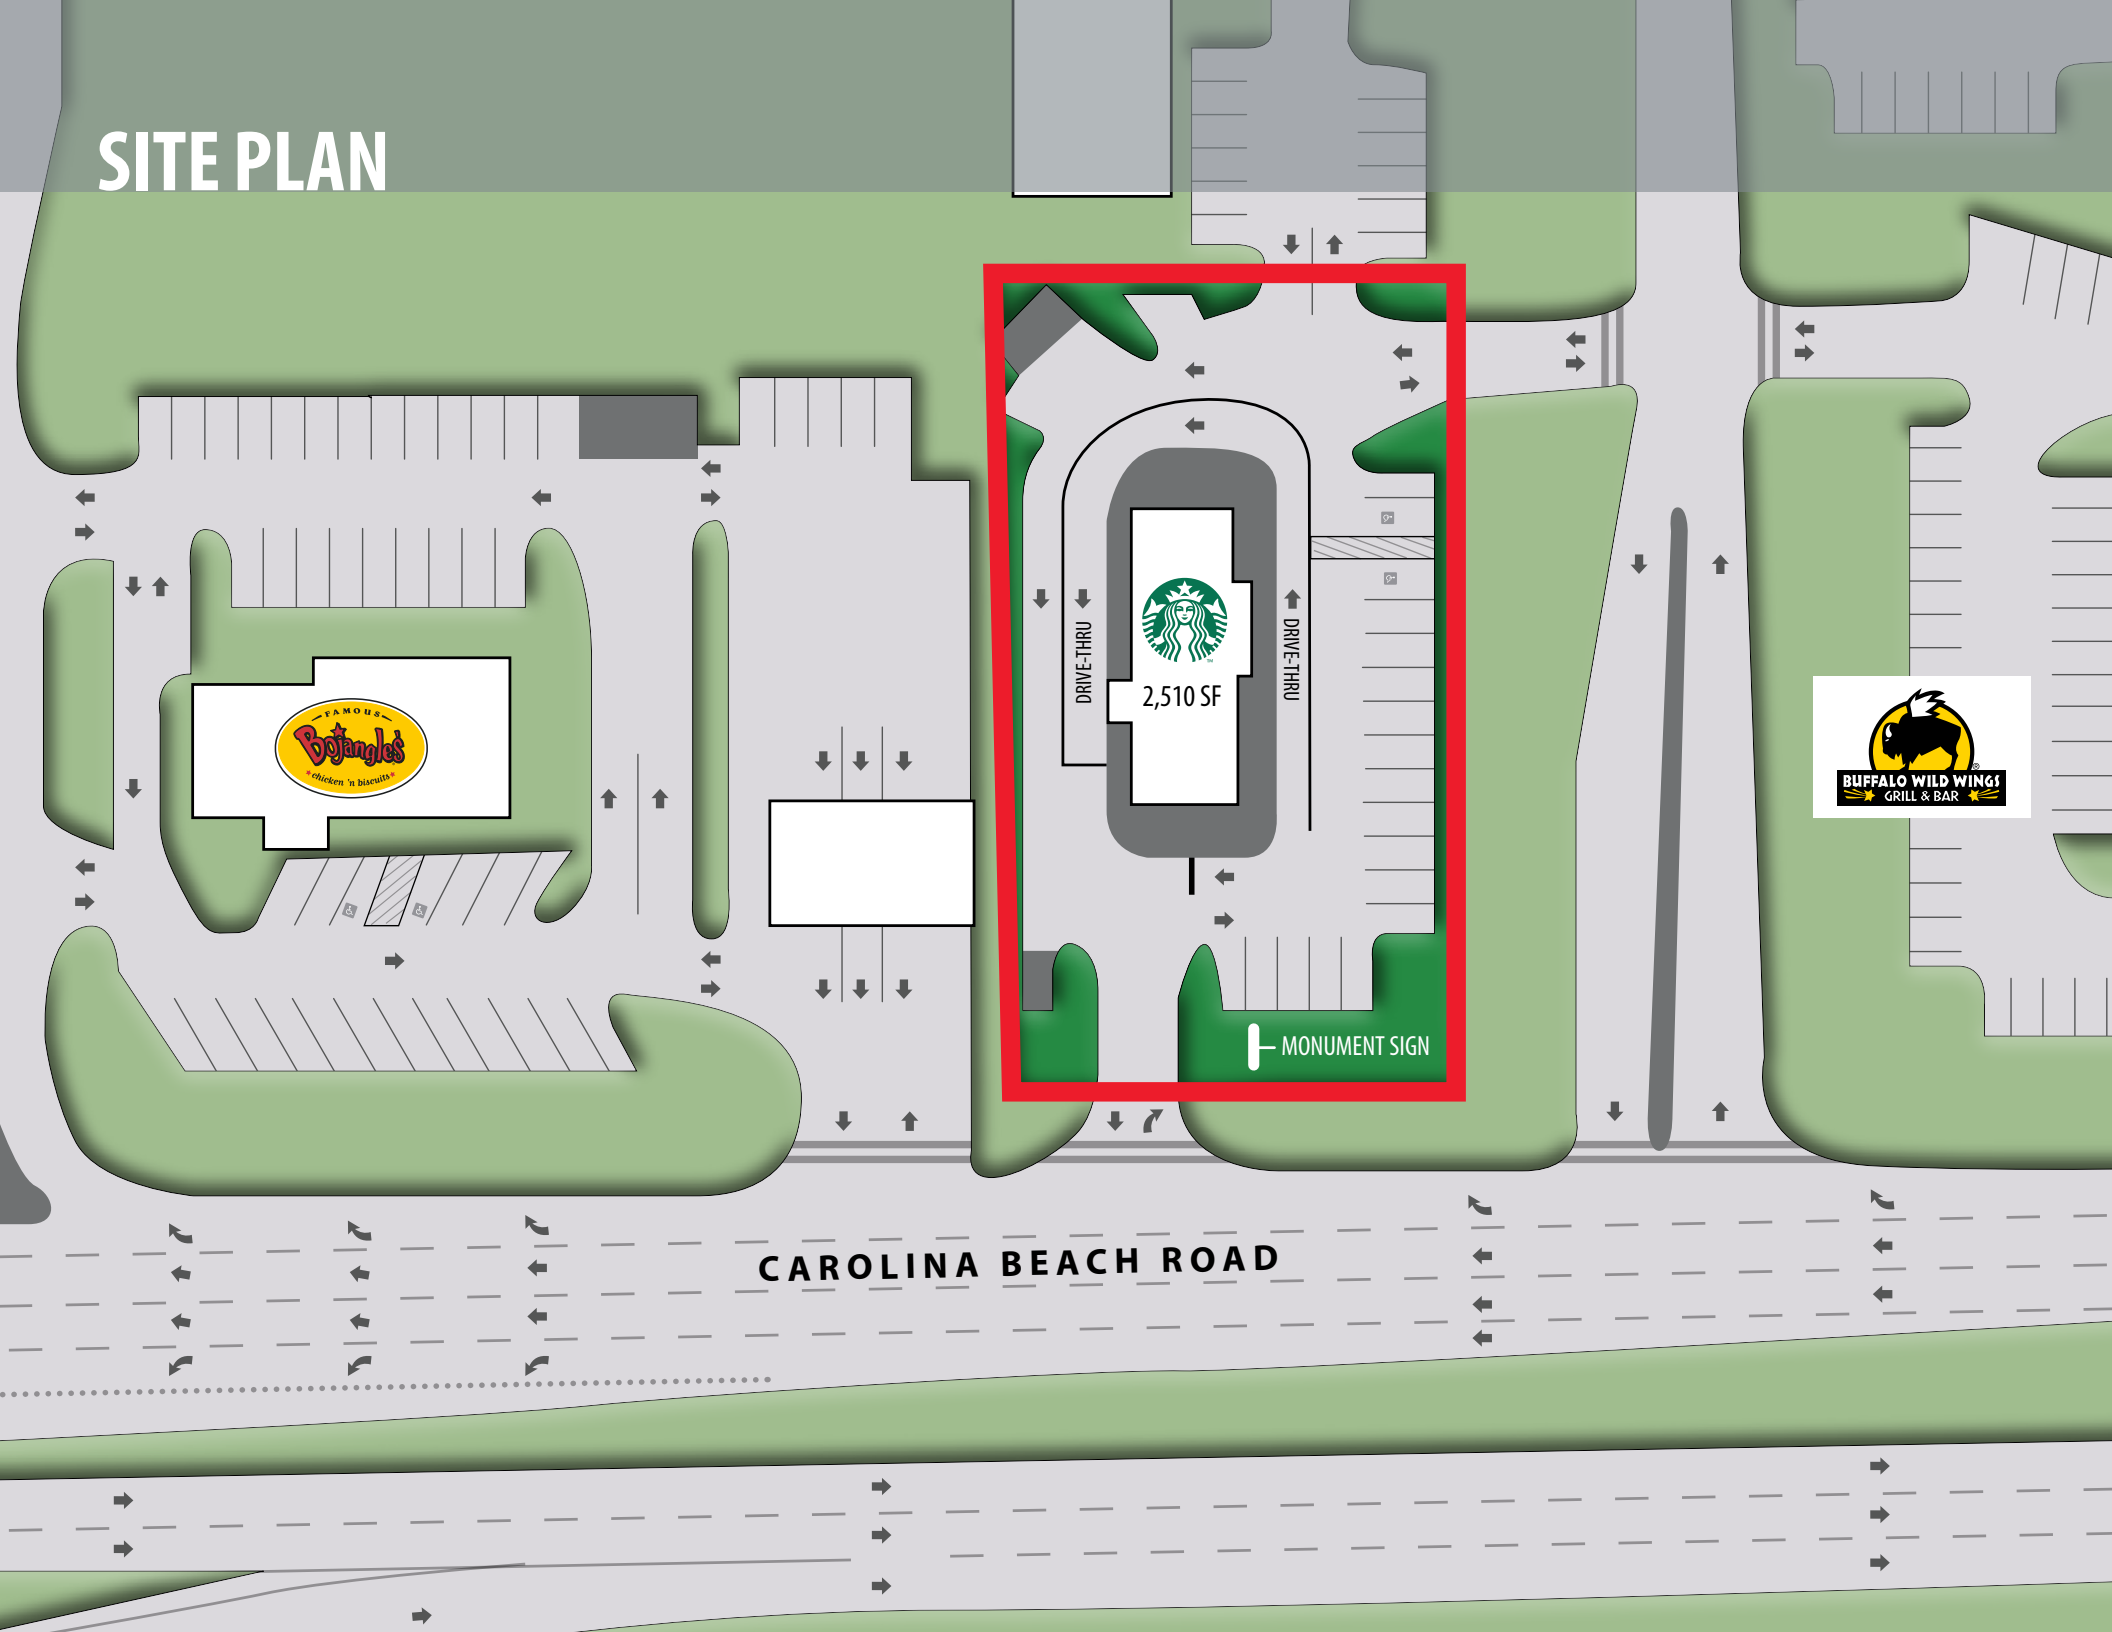 SITE PLAN
DRIVE-THRU
DRIVE-THRU
TM
2,510 SF
FAMOUS
Bojangles'
chicken 'n biscuits
BUFFALO WILD WINGS
®
GRILL & BAR
MONUMENT SIGN
CAROLINA BEACH ROAD